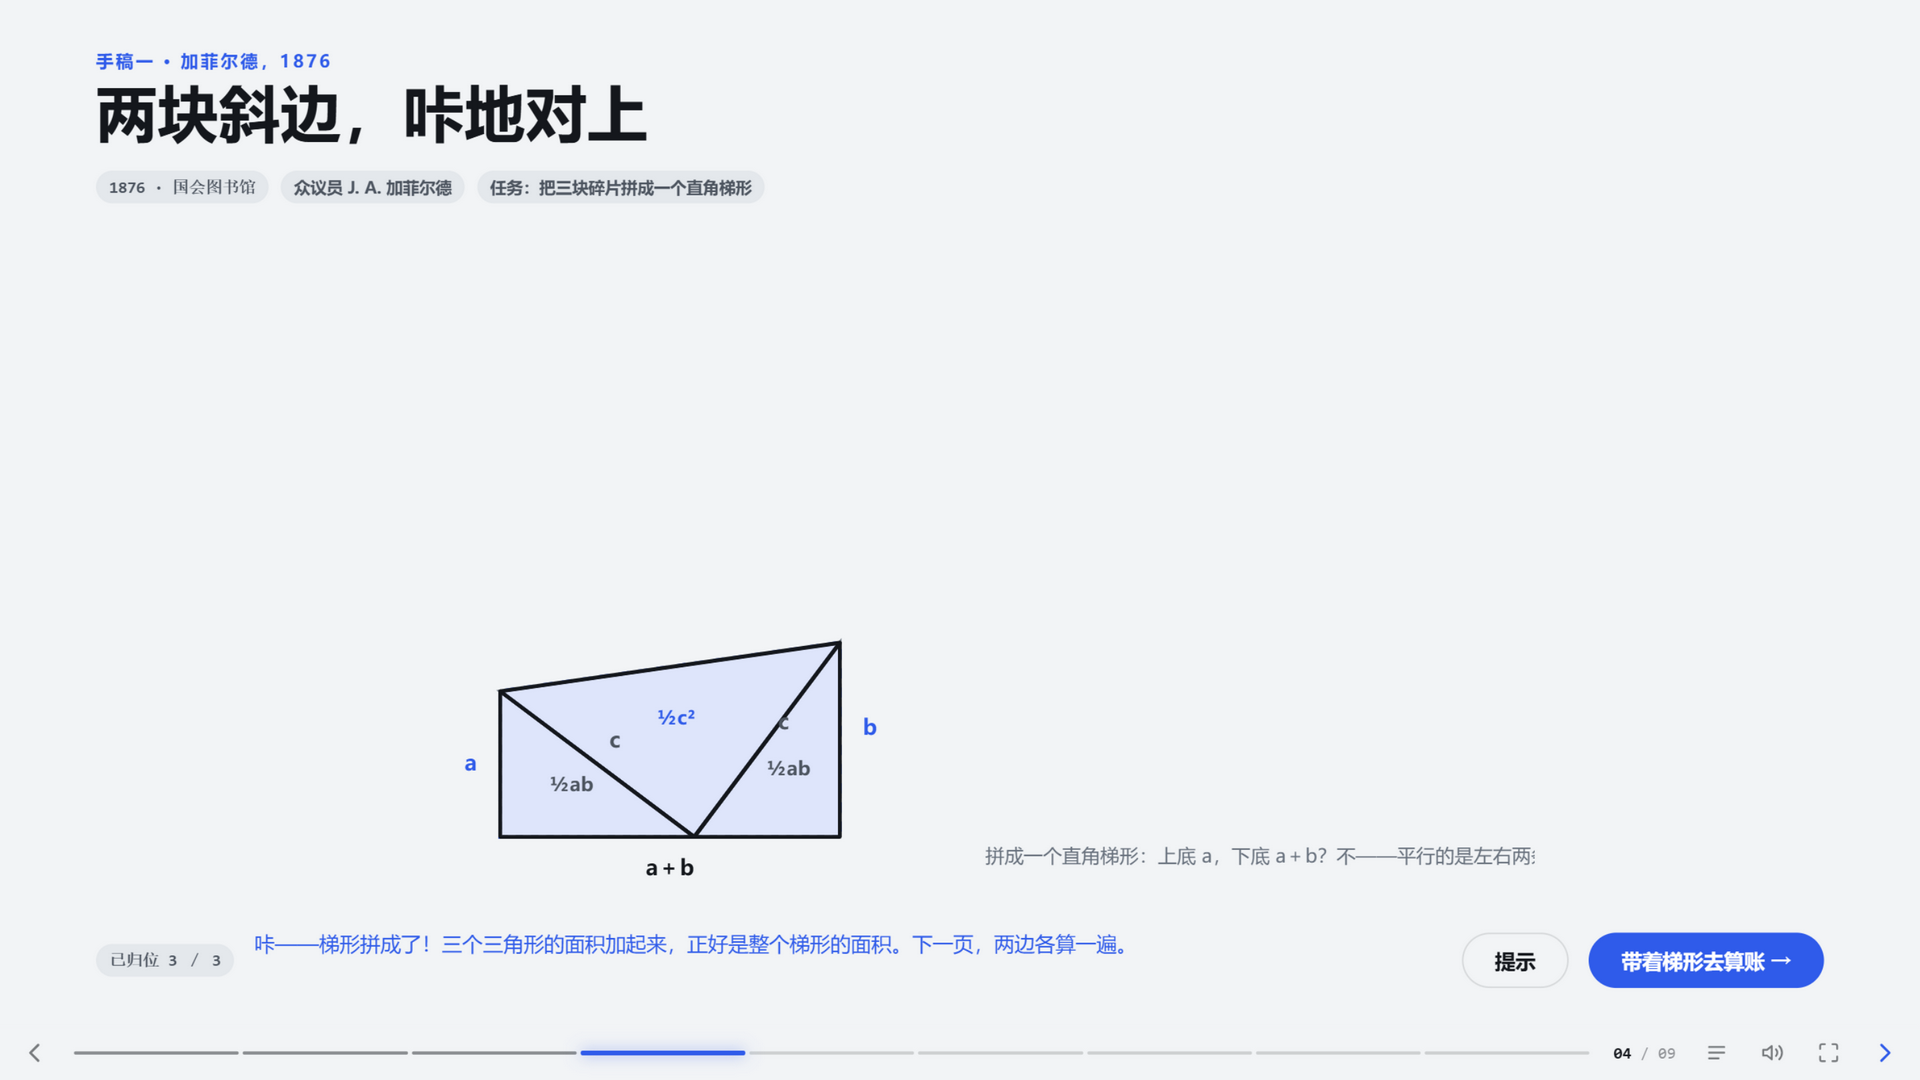 手稿一 • 加菲尔德，1876
两块斜边，咔地对上
1876 · 国会图书馆
众议员 J. A. 加菲尔德
任务：把三块碎片拼成一个直角梯形
½c²
c
c
b
a
½ab
½ab
a + b
拼成一个直角梯形：上底 a，下底 a + b？不——平行的是左右两
咔——梯形拼成了！三个三角形的面积加起来，正好是整个梯形的面积。下一页，两边各算一遍。
已归位 3 / 3
提示
带着梯形去算账 →
04 / 09